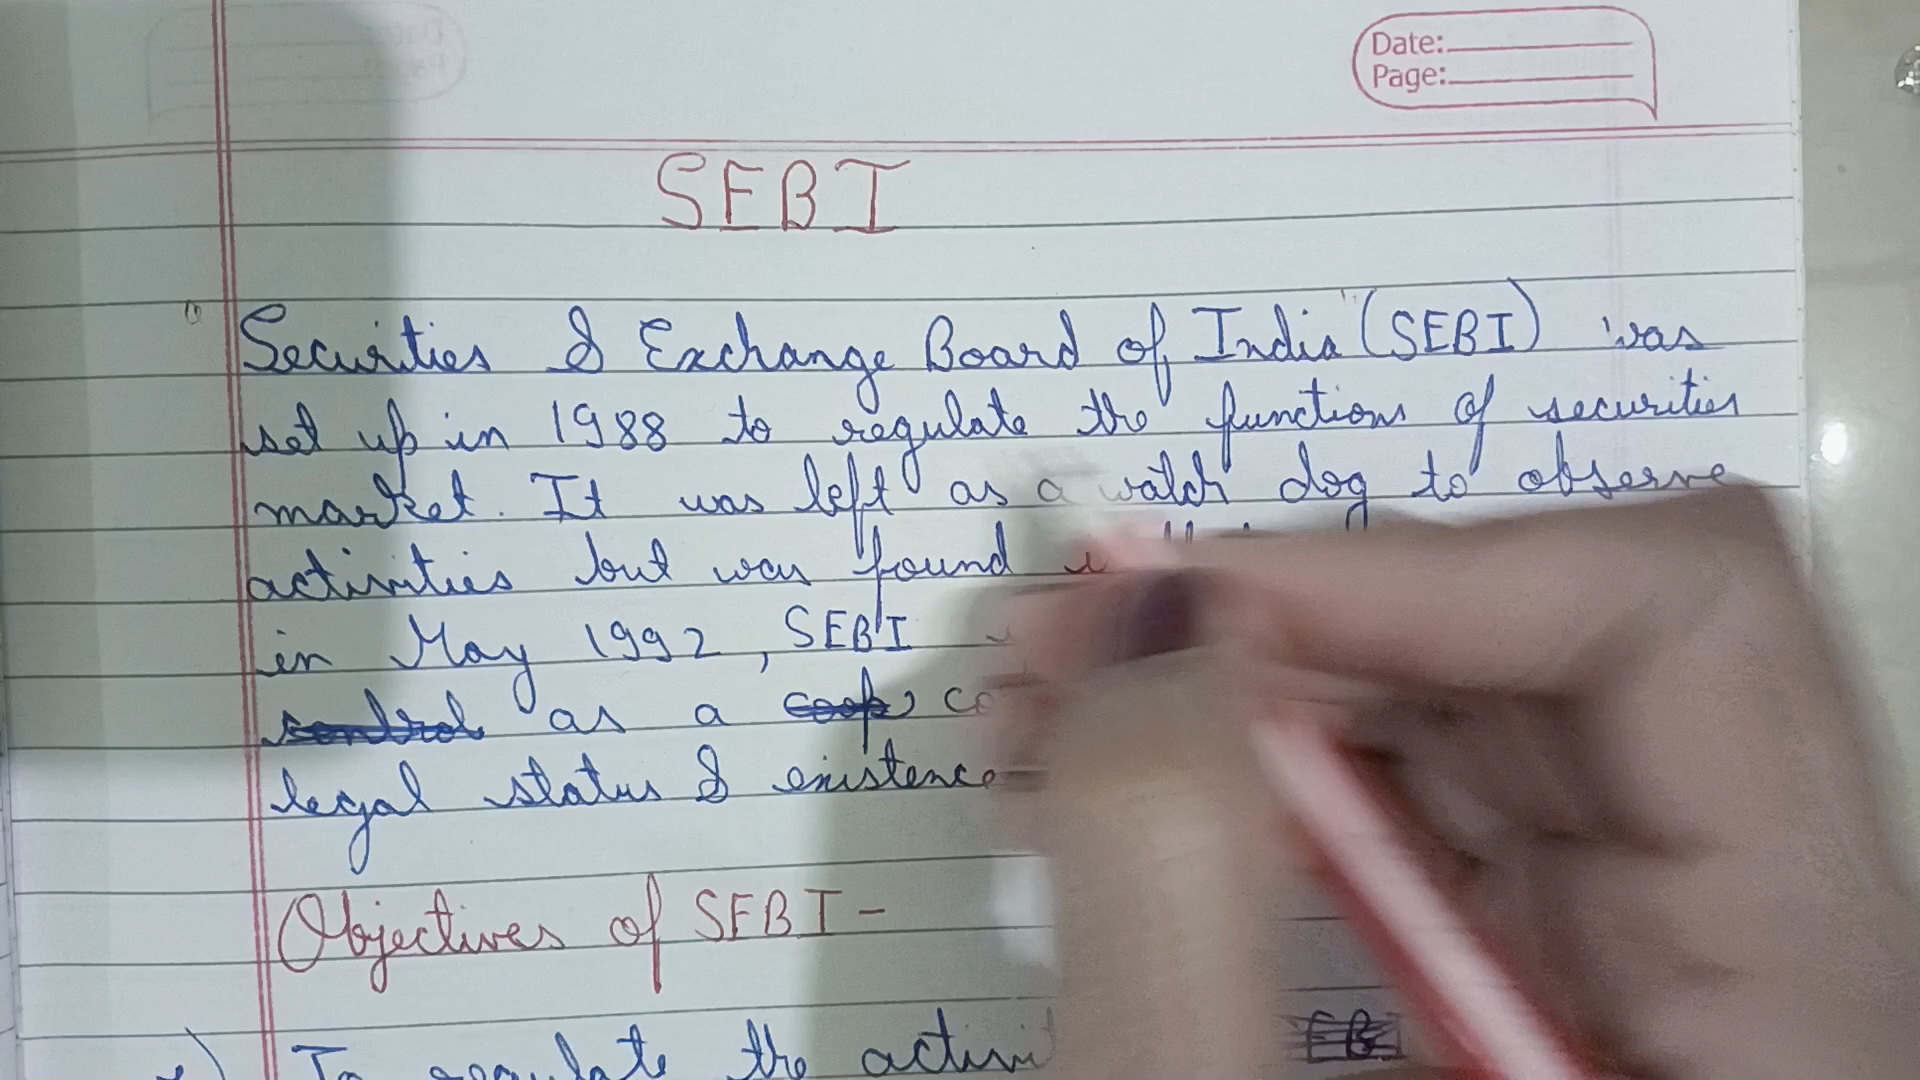 Date:
Page:
SEBI
Securities & Exchange Board of India (SEBI) was
set up in 1988 to regulate the functions of securities
market. It was left as a watch dog to observe
activities but was found
in May 1992, SEBI
as a
legal status & existence
Objectives of SEBI -
To regulate the